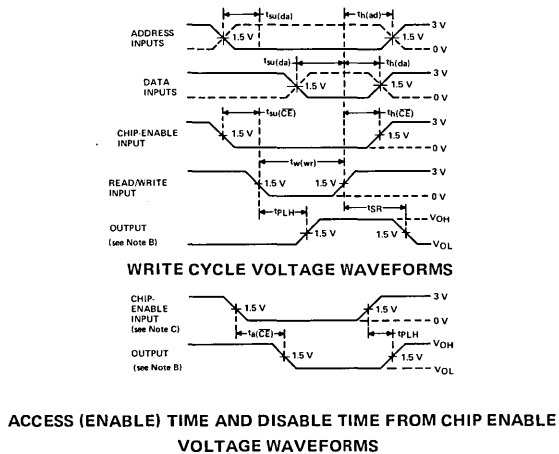 tsu(da) th(ad)
ADDRESS INPUTS 1.5 V 1.5 V 3 V 0 V
tsu(da) th(da)
DATA INPUTS 1.5 V 1.5 V 3 V 0 V
tsu(C̅E̅) th(C̅E̅)
CHIP-ENABLE INPUT 1.5 V 1.5 V 3 V 0 V
tw(wr)
READ/WRITE INPUT 1.5 V 1.5 V 3 V 0 V
tPLH tSR
OUTPUT (see Note B) 1.5 V 1.5 V VOH VOL
WRITE CYCLE VOLTAGE WAVEFORMS
CHIP-ENABLE INPUT (see Note C) 1.5 V 1.5 V 3 V 0 V
ta(C̅E̅) tPLH
OUTPUT (see Note B) 1.5 V 1.5 V VOH VOL
ACCESS (ENABLE) TIME AND DISABLE TIME FROM CHIP ENABLE
VOLTAGE WAVEFORMS